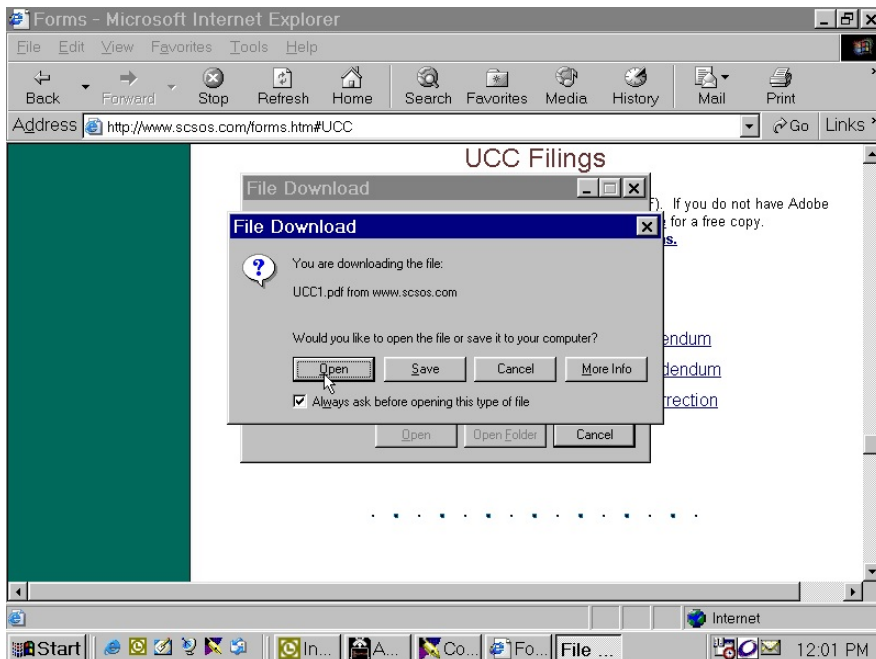 Forms - Microsoft Internet Explorer
File Edit View Favorites Tools Help
Back Forward Stop Refresh Home Search Favorites Media History Mail Print
Address http://www.scsos.com/forms.htm#UCC Go Links
UCC Filings
File Download
F). If you do not have Adobe
for a free copy.
File Download
You are downloading the file:
UCC1.pdf from www.scsos.com
Would you like to open the file or save it to your computer?
endum
Open Save Cancel More Info
dendum
Always ask before opening this type of file
rrection
Open Open Folder Cancel
Internet
Start In... A... Co... Fo... File ... 12:01 PM